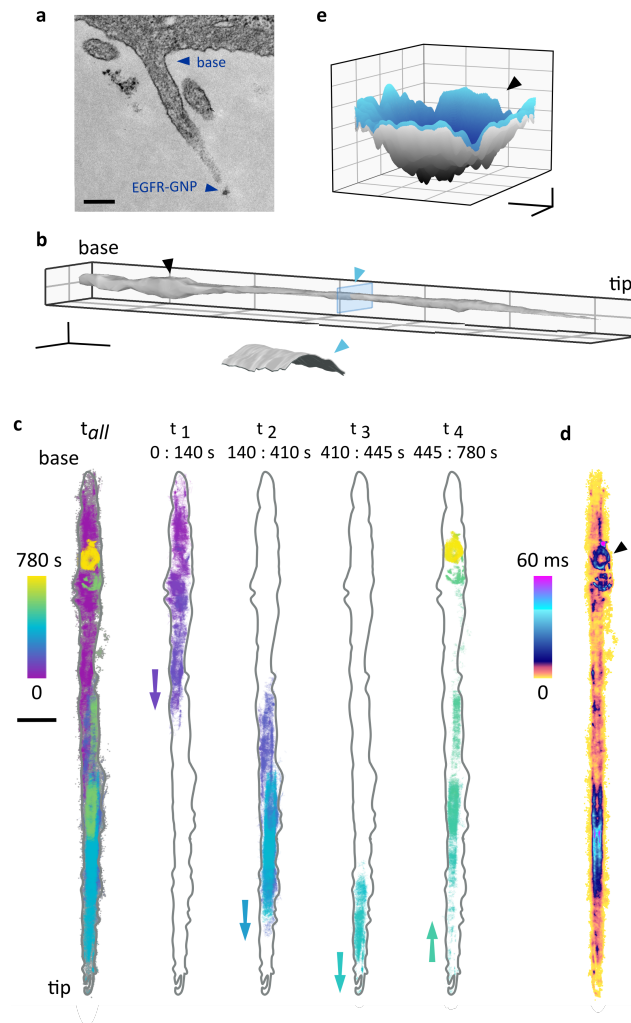 a
base
EGFR-GNP
e
b
base
tip
c
t all
t 1
t 2
t 3
t 4
0 : 140 s
140 : 410 s
410 : 445 s
445 : 780 s
base
780 s
0
tip
d
60 ms
0